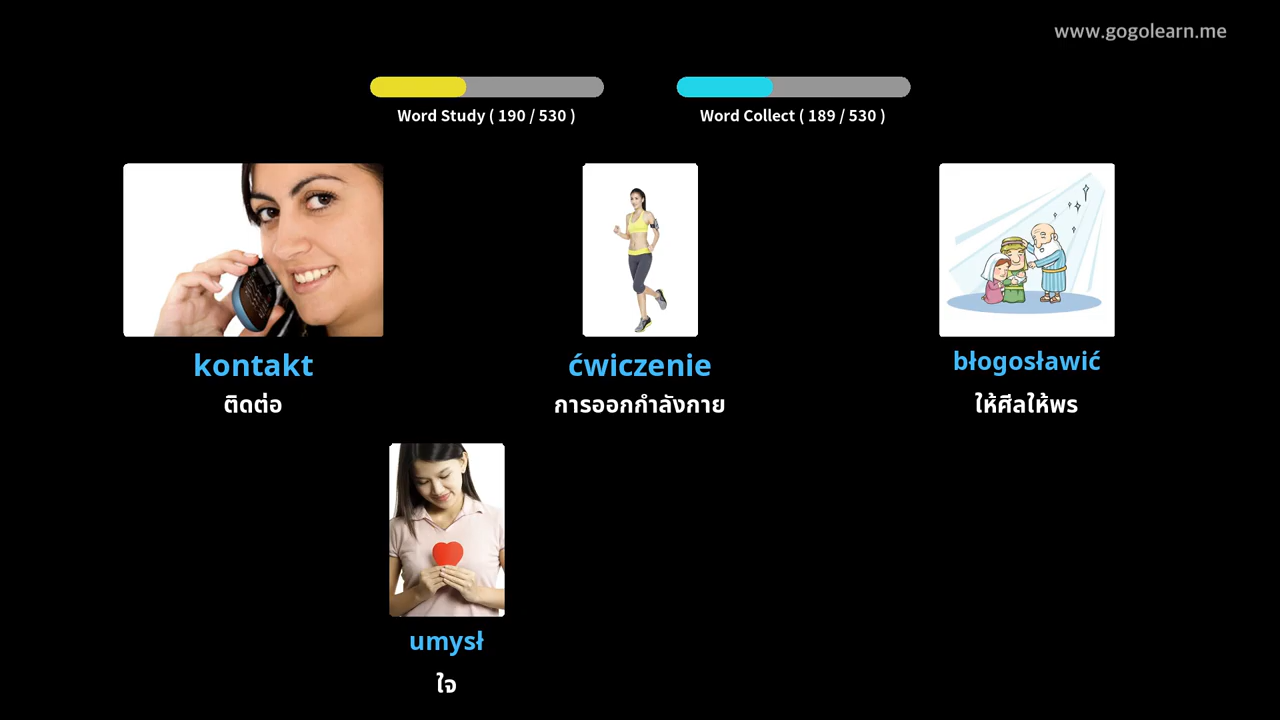 www.gogolearn.me
Word Study ( 190 / 530 )
Word Collect ( 189 / 530 )
kontakt
ติดต่อ
ćwiczenie
การออกกำลังกาย
błogosławić
ให้ศีลให้พร
umysł
ใจ